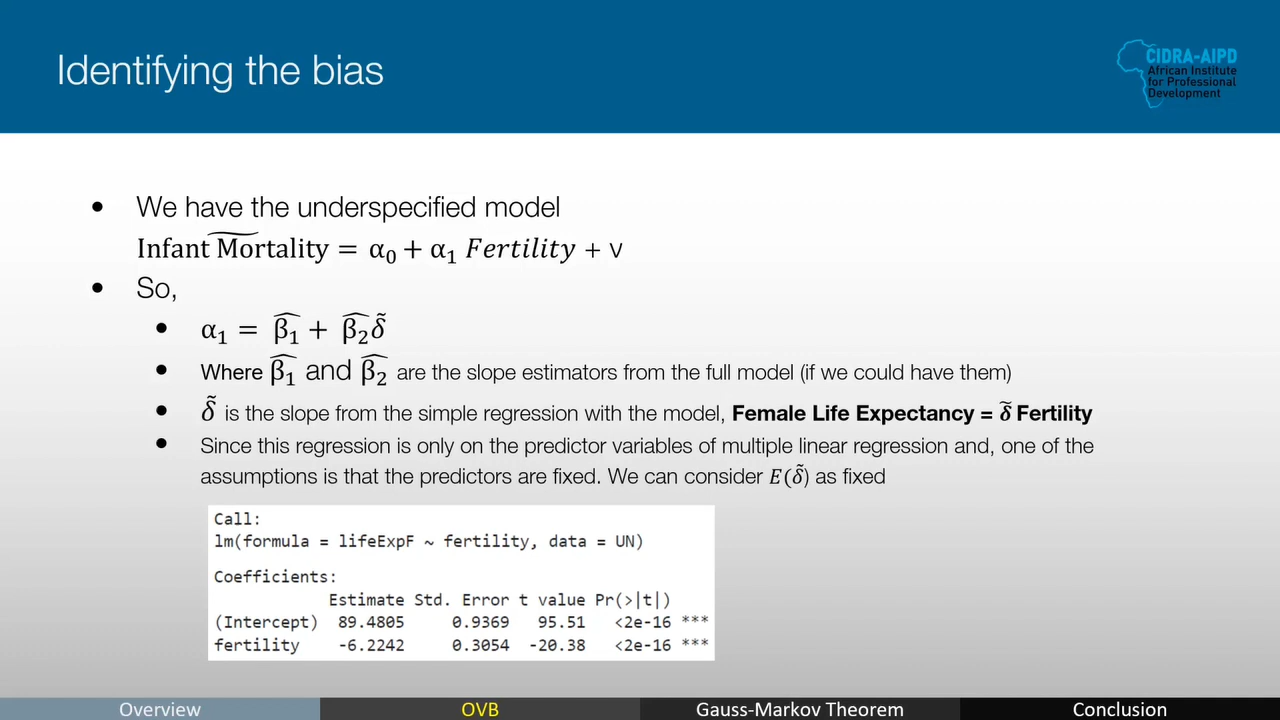 Identifying the bias
CIDRA-AIPD
African Institute
for Professional
Development
• We have the underspecified model
Infant Mortality͠ = α₀ + α₁ Fertility + ν
• So,
• α₁ = β̂₁ + β̂₂δ̃
• Where β̂₁ and β̂₂ are the slope estimators from the full model (if we could have them)
• δ̃ is the slope from the simple regression with the model, Female Life Expectancy = δ̃ Fertility
• Since this regression is only on the predictor variables of multiple linear regression and, one of the
assumptions is that the predictors are fixed. We can consider E(δ̃) as fixed
Call:
lm(formula = lifeExpF ~ fertility, data = UN)
Coefficients:
Estimate Std. Error t value Pr(>|t|)
(Intercept) 89.4805 0.9369 95.51 <2e-16 ***
fertility -6.2242 0.3054 -20.38 <2e-16 ***
Overview OVB Gauss-Markov Theorem Conclusion